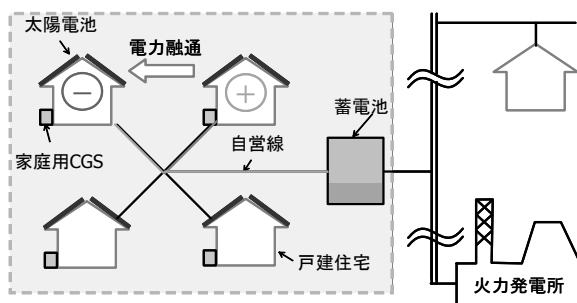 太陽電池
電力融通
蓄電池
自営線
家庭用CGS
戸建住宅
火力発電所